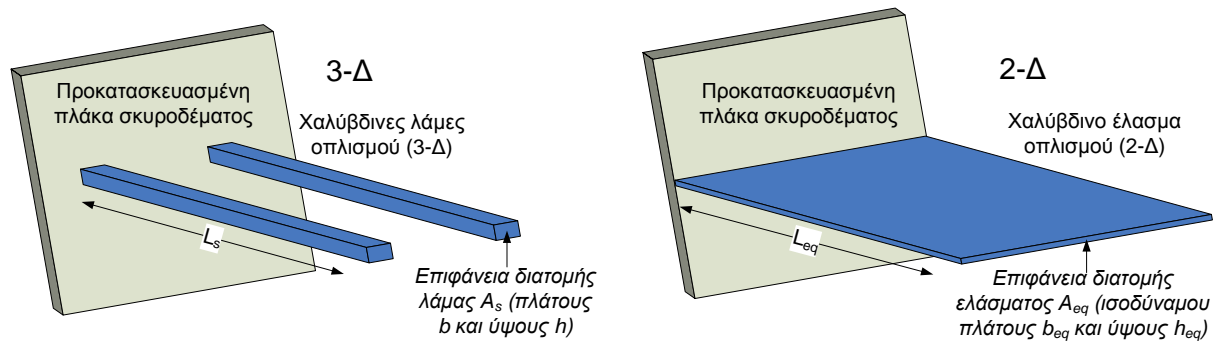 3-Δ
Προκατασκευασμένη
πλάκα σκυροδέματος
Χαλύβδινες λάμες
οπλισμού (3-Δ)
Ls
Επιφάνεια διατομής
λάμας As (πλάτους
b και ύψους h)
2-Δ
Προκατασκευασμένη
πλάκα σκυροδέματος
Χαλύβδινο έλασμα
οπλισμού (2-Δ)
Leq
Επιφάνεια διατομής
ελάσματος Aeq (ισοδύναμου
πλάτους beq και ύψους heq)